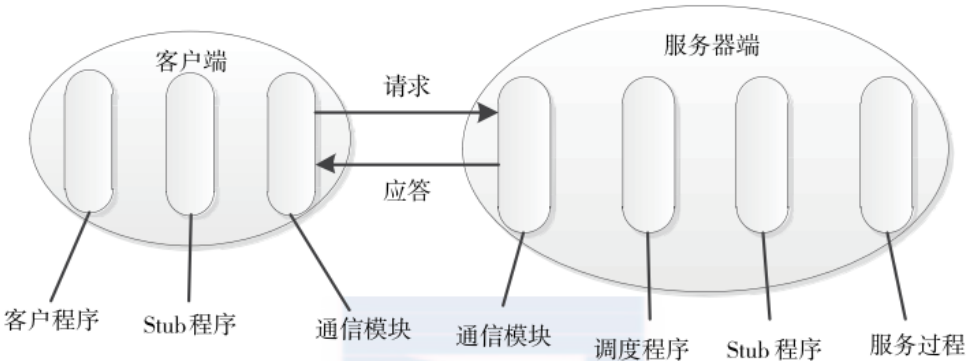 客户端
服务器端
请求
应答
客户程序
Stub 程序
通信模块
通信模块
调度程序
Stub 程序
服务过程